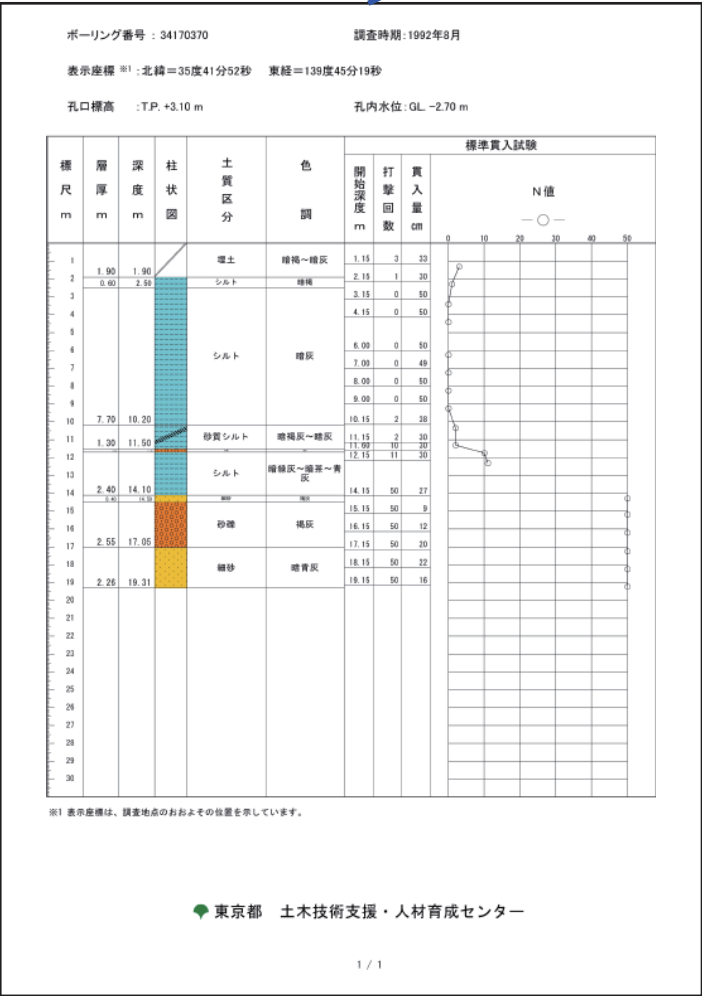 ボーリング番号 : 34170370 調査時期:1992年8月
表示座標 ※1 :北緯=35度41分52秒 東経=139度45分19秒
孔口標高 :T.P. +3.10 m 孔内水位:GL. -2.70 m
標尺 m 層厚 m 深度 m 柱状図 土質区分 色調 標準貫入試験
開始深度 m 打撃回数 貫入量 cm N値
0 10 20 30 40 50
1 埋土 暗褐~暗灰 1.15 3 33
1.90 1.90
2 2.15 1 30
0.60 2.50 シルト 暗褐
3 3.15 0 50
4 4.15 0 50
5
6 シルト 暗灰 6.00 0 50
7 7.00 0 49
8 8.00 0 50
9 9.00 0 50
10 7.70 10.20 10.15 2 38
11 1.30 11.50 砂質シルト 暗褐灰~暗灰 11.15 2 30
11.60 10 30
12 12.15 11 30
13 シルト 暗緑灰~暗茶~青灰
14 2.40 14.10 14.15 50 27
0.40 14.50
15 15.15 50 9
16 砂礫 褐灰 16.15 50 12
17 2.55 17.05 17.15 50 20
18 細砂 暗青灰 18.15 50 22
19 2.26 19.31 19.15 50 16
20
21
22
23
24
25
26
27
28
29
30
※1 表示座標は、調査地点のおおよその位置を示しています。
東京都 土木技術支援・人材育成センター
1 / 1